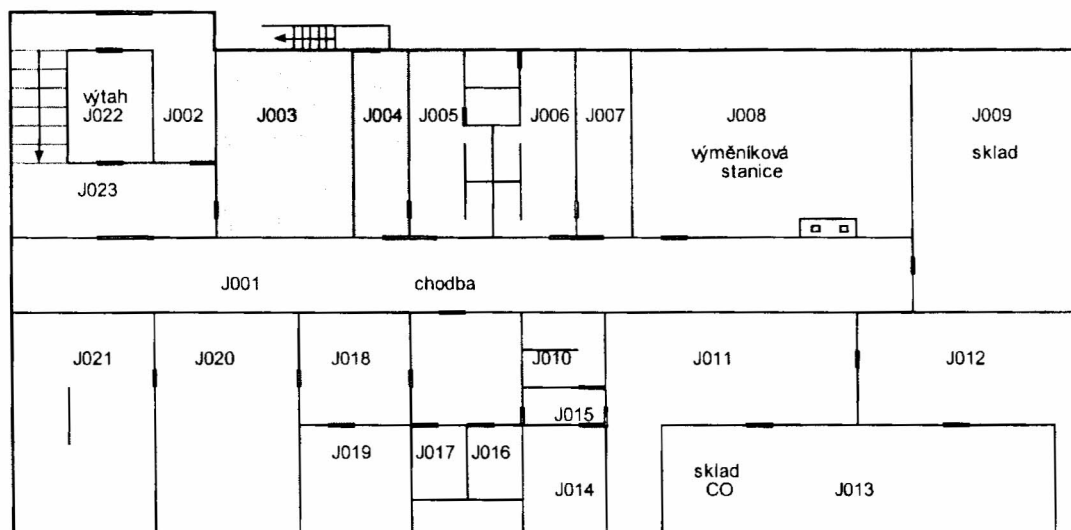 výtah
J022
J002
J003
J004
J005
J006
J007
J008
výměníková
stanice
J009
sklad
J023
J001
chodba
J021
J020
J018
J010
J011
J012
J015
J019
J017
J016
J014
sklad
CO
J013